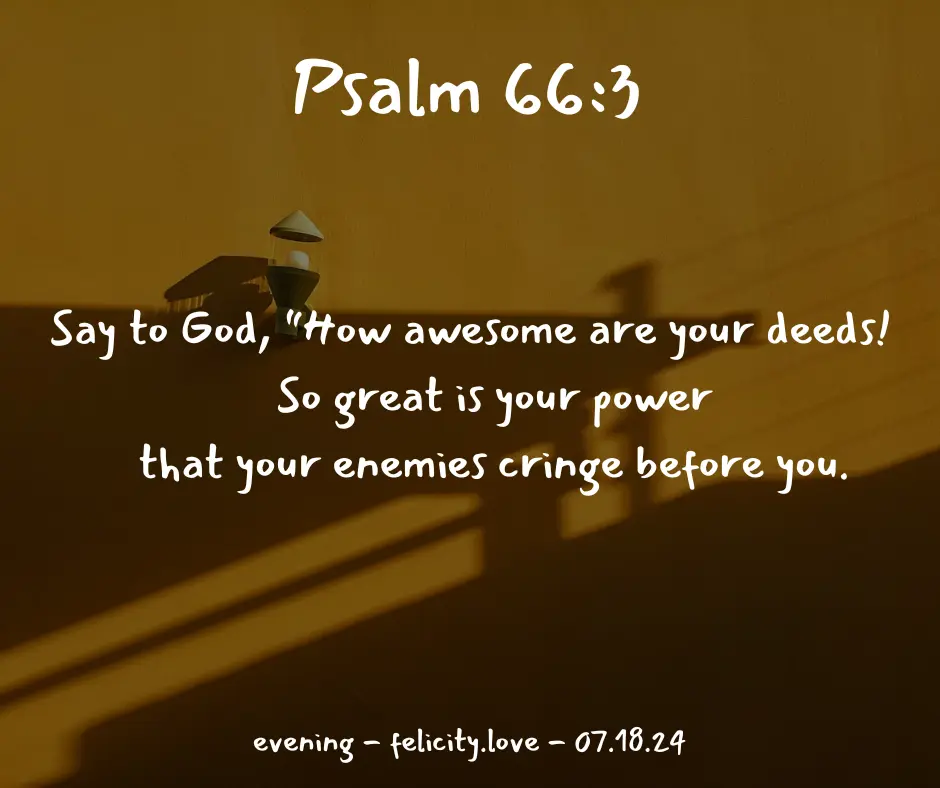 Psalm 66:3
Say to God, "How awesome are your deeds!
So great is your power
that your enemies cringe before you.
evening – felicity.love – 07.18.24